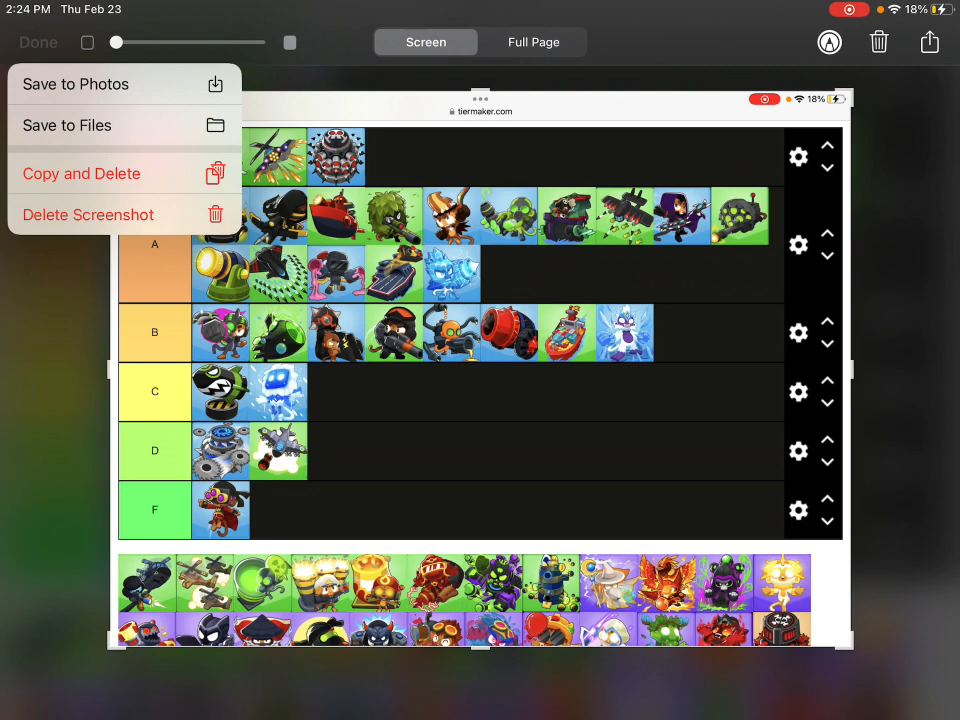 2:24 PM Thu Feb 23
18%
Done
Screen
Full Page
Save to Photos
Save to Files
Copy and Delete
Delete Screenshot
18%
tiermaker.com
A
B
C
D
F